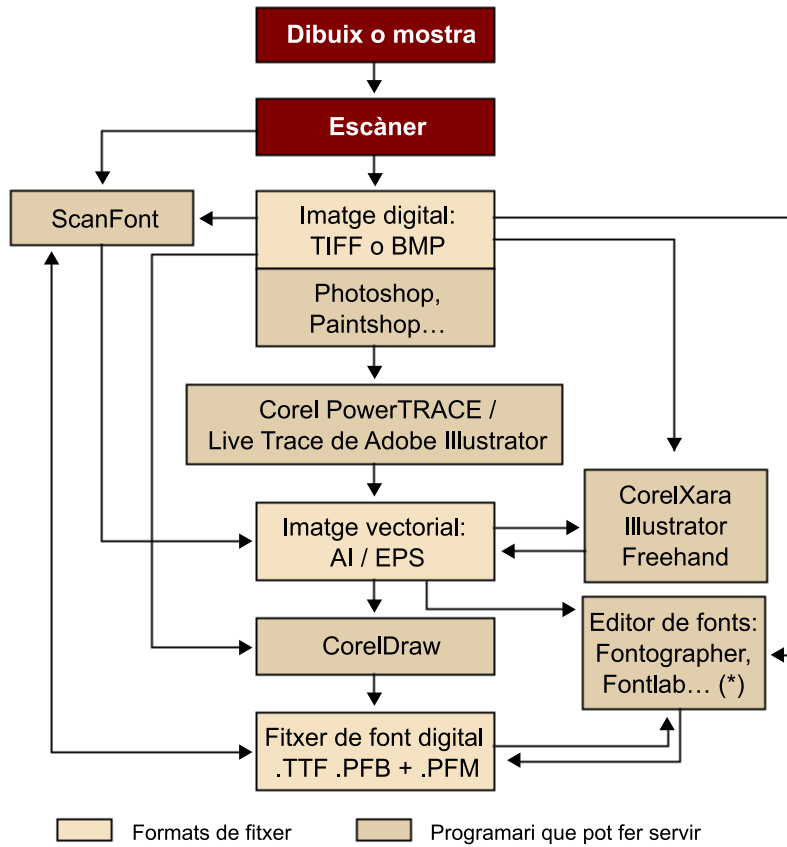 Dibuix o mostra
Escàner
ScanFont
Imatge digital:
TIFF o BMP
Photoshop,
Paintshop…
Corel PowerTRACE /
Live Trace de Adobe Illustrator
Imatge vectorial:
AI / EPS
CorelXara
Illustrator
Freehand
CorelDraw
Editor de fonts:
Fontographer,
Fontlab… (*)
Fitxer de font digital
.TTF .PFB + .PFM
Formats de fitxer
Programari que pot fer servir